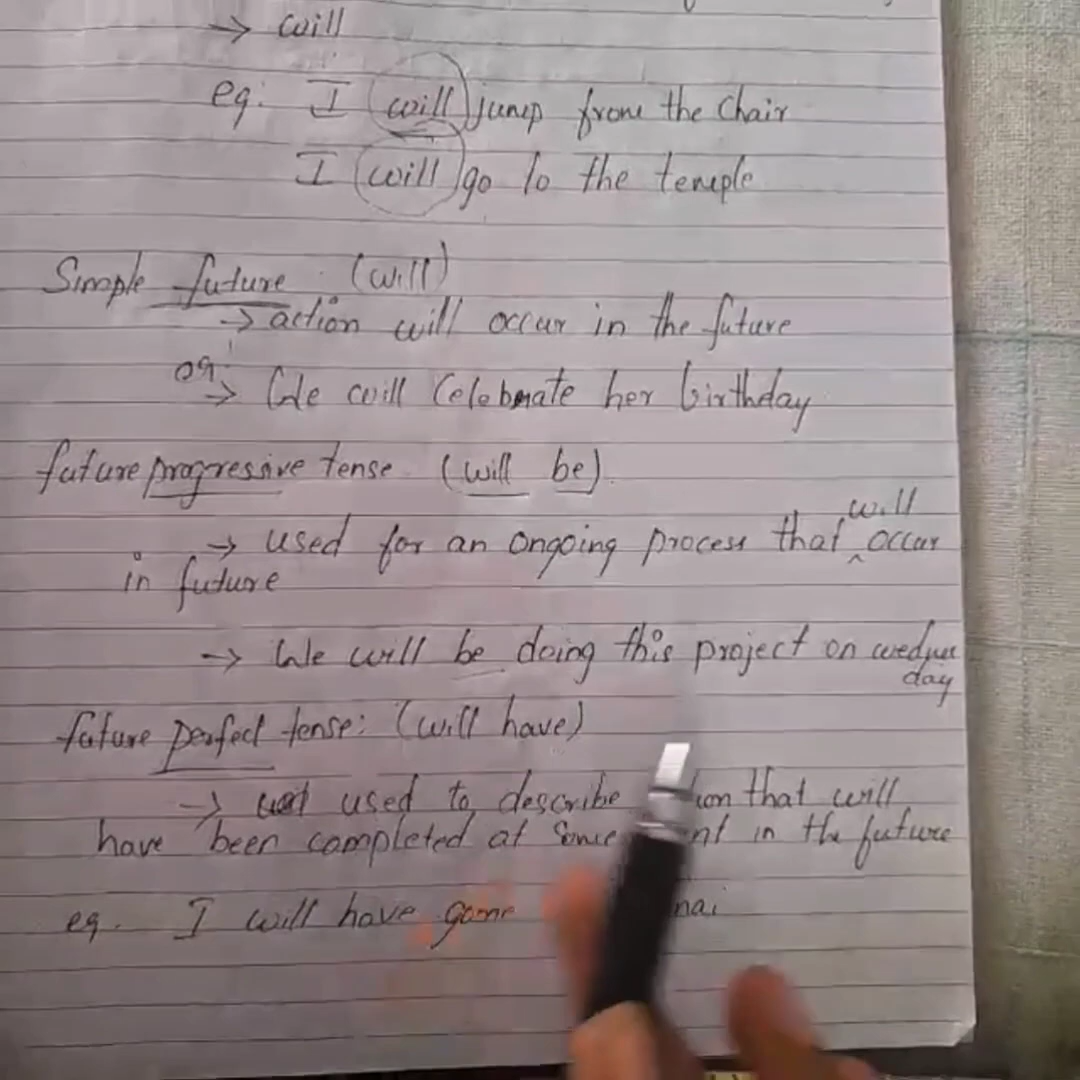 → will
eg: I will jump from the Chair
I will go to the temple
Simple future (will)
→ action will occur in the future
eg: → We will Celebrate her birthday
future progressive tense (will be).
will
→ used for an ongoing process that ^ occur
in future
→ We will be doing this project on wednes
day
future perfect tense: (will have)
→ used to describe that will
have been completed at some in the future
eg. I will have gone